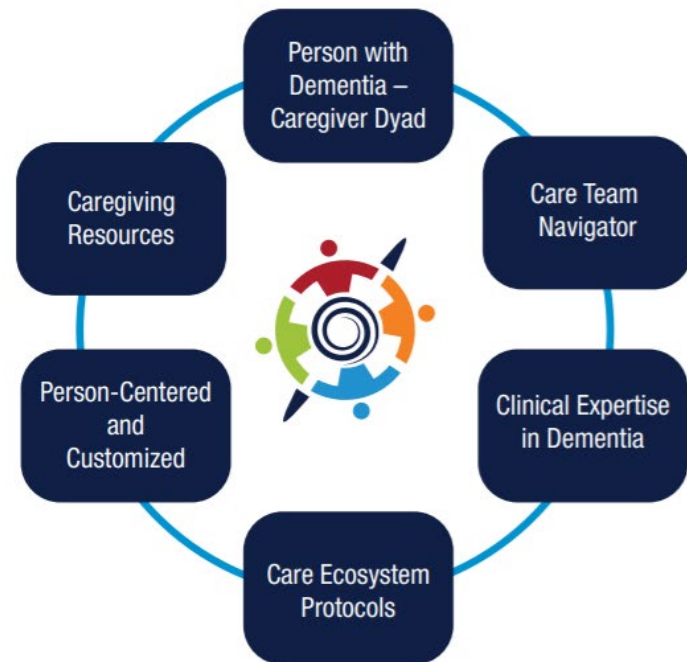 Person with
Dementia –
Caregiver Dyad
Care Team
Navigator
Clinical Expertise
in Dementia
Care Ecosystem
Protocols
Person-Centered
and
Customized
Caregiving
Resources